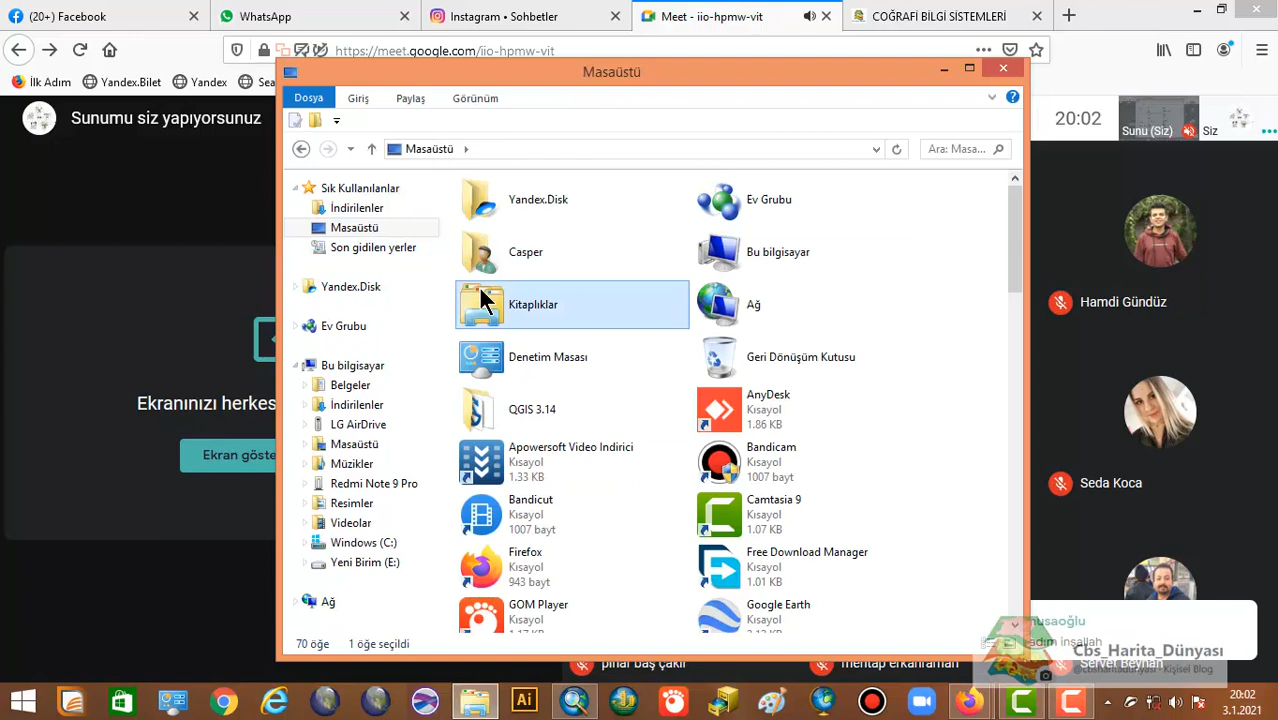 (20+) Facebook
WhatsApp
Instagram • Sohbetler
Meet - iio-hpmw-vit
COĞRAFİ BİLGİ SİSTEMLERİ
https://meet.google.com/iio-hpmw-vit
İlk Adım
Yandex.Bilet
Yandex
Sea
Masaüstü
Dosya
Giriş
Paylaş
Görünüm
Sunumu siz yapıyorsunuz
20:02
Sunu (Siz)
Siz
Masaüstü
Ara: Masa...
Sık Kullanılanlar
İndirilenler
Masaüstü
Son gidilen yerler
Yandex.Disk
Ev Grubu
Bu bilgisayar
Belgeler
İndirilenler
LG AirDrive
Masaüstü
Müzikler
Redmi Note 9 Pro
Resimler
Videolar
Windows (C:)
Yeni Birim (E:)
Ağ
Yandex.Disk
Ev Grubu
Casper
Bu bilgisayar
Kitaplıklar
Ağ
Denetim Masası
Geri Dönüşüm Kutusu
QGIS 3.14
AnyDesk
Kısayol
1.86 KB
Apowersoft Video Indirici
Kısayol
1.33 KB
Bandicam
Kısayol
1007 bayt
Bandicut
Kısayol
1007 bayt
Camtasia 9
Kısayol
1.07 KB
Firefox
Kısayol
943 bayt
Free Download Manager
Kısayol
1.01 KB
GOM Player
Kısayol
Google Earth
Kısayol
70 öğe
1 öğe seçildi
Ekranınızı herkes
Ekran göste
Hamdi Gündüz
Seda Koca
Cbs_Harita_Dünyası
@cbsharitadunyasi - Kişisel Blog
Servet Beyhan
pınar baş çakır
Ai
20:02
3.1.2021